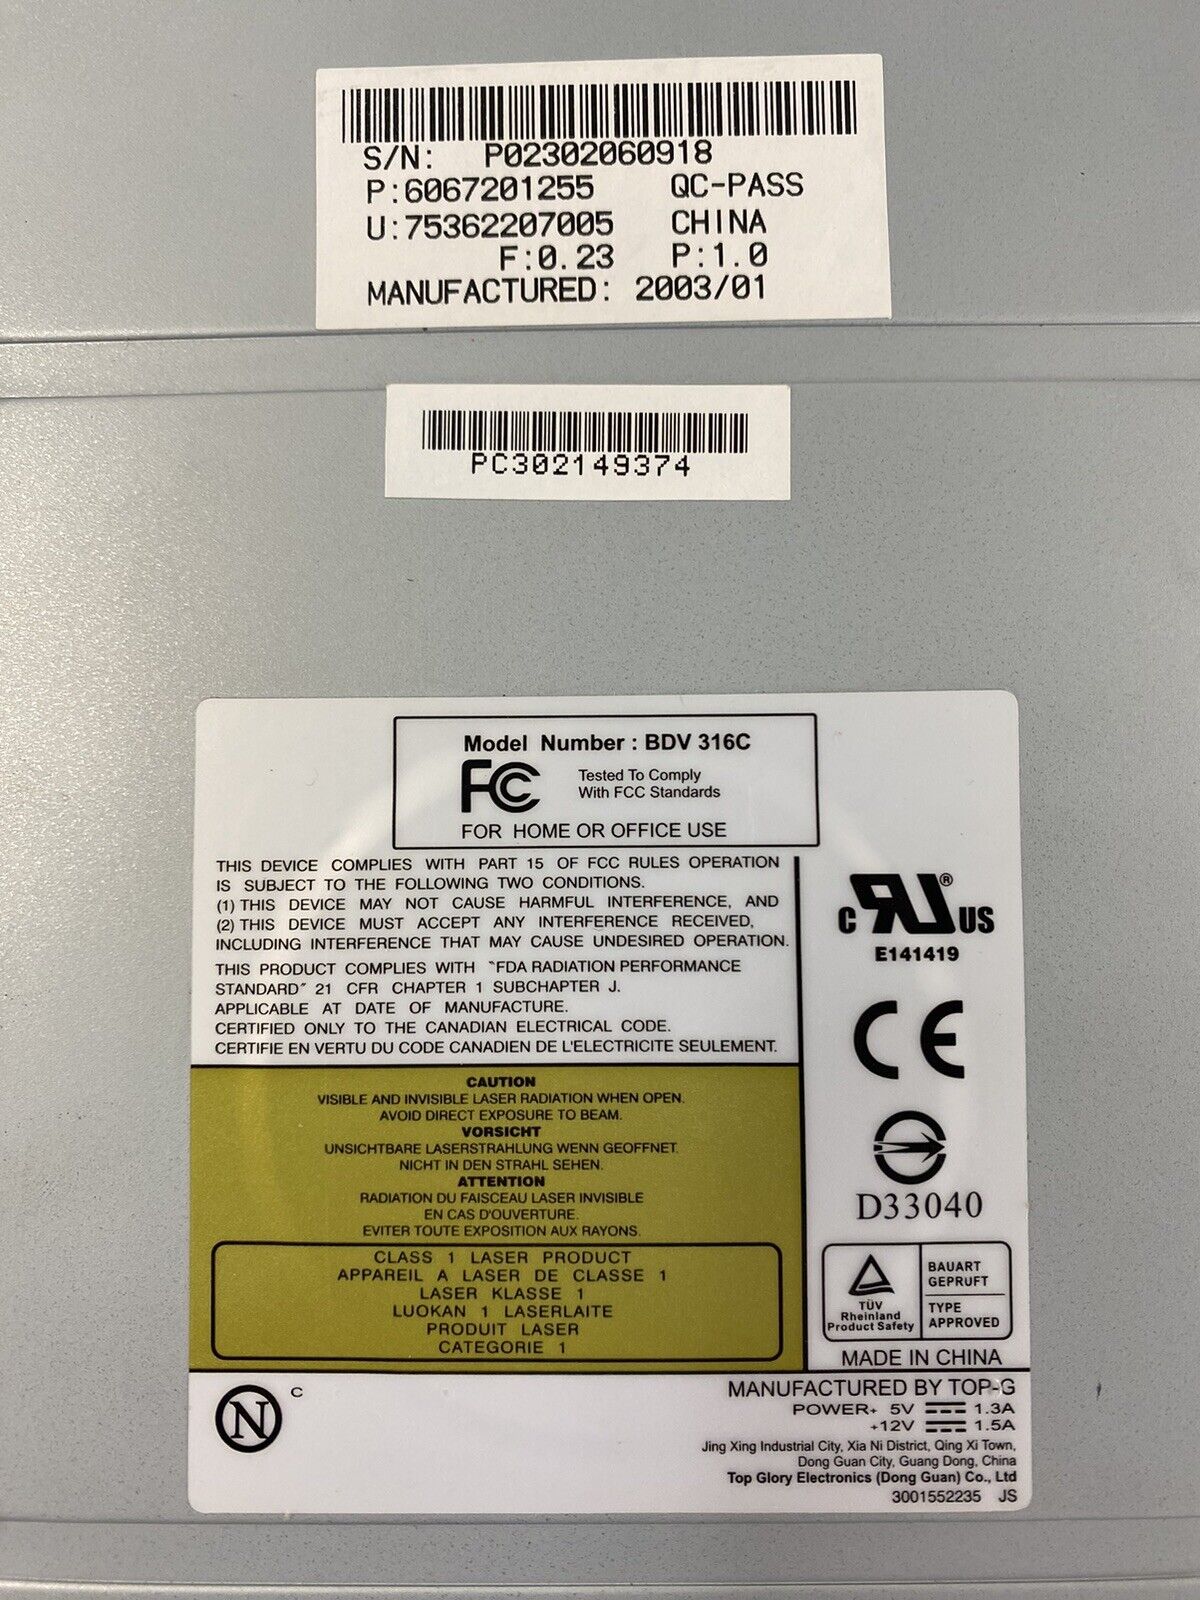 S/N: P02302060918
P:6067201255 QC-PASS
U:75362207005 CHINA
F:0.23 P:1.0
MANUFACTURED: 2003/01
PC302149374
Model Number : BDV 316C
FC Tested To Comply
With FCC Standards
FOR HOME OR OFFICE USE
THIS DEVICE COMPLIES WITH PART 15 OF FCC RULES OPERATION
IS SUBJECT TO THE FOLLOWING TWO CONDITIONS.
(1) THIS DEVICE MAY NOT CAUSE HARMFUL INTERFERENCE, AND
(2) THIS DEVICE MUST ACCEPT ANY INTERFERENCE RECEIVED,
INCLUDING INTERFERENCE THAT MAY CAUSE UNDESIRED OPERATION.
THIS PRODUCT COMPLIES WITH "FDA RADIATION PERFORMANCE
STANDARD" 21 CFR CHAPTER 1 SUBCHAPTER J.
APPLICABLE AT DATE OF MANUFACTURE.
CERTIFIED ONLY TO THE CANADIAN ELECTRICAL CODE.
CERTIFIE EN VERTU DU CODE CANADIEN DE L'ELECTRICITE SEULEMENT.
c RU ® US
E141419
CE
D33040
TÜV
Rheinland
Product Safety
BAUART
GEPRUFT
TYPE
APPROVED
MADE IN CHINA
CAUTION
VISIBLE AND INVISIBLE LASER RADIATION WHEN OPEN.
AVOID DIRECT EXPOSURE TO BEAM.
VORSICHT
UNSICHTBARE LASERSTRAHLUNG WENN GEOFFNET.
NICHT IN DEN STRAHL SEHEN.
ATTENTION
RADIATION DU FAISCEAU LASER INVISIBLE
EN CAS D'OUVERTURE.
EVITER TOUTE EXPOSITION AUX RAYONS.
CLASS 1 LASER PRODUCT
APPAREIL A LASER DE CLASSE 1
LASER KLASSE 1
LUOKAN 1 LASERLAITE
PRODUIT LASER
CATEGORIE 1
N C
MANUFACTURED BY TOP-G
POWER+ 5V 1.3A
+12V 1.5A
Jing Xing Industrial City, Xia Ni District, Qing Xi Town,
Dong Guan City, Guang Dong, China
Top Glory Electronics (Dong Guan) Co., Ltd
3001552235 JS